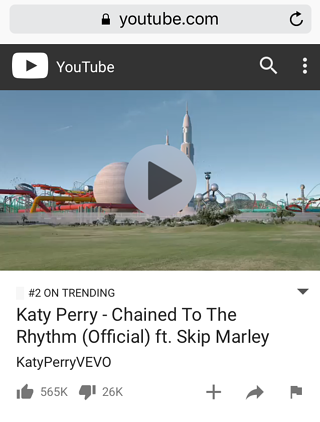 youtube.com
YouTube
#2 ON TRENDING
Katy Perry - Chained To The
Rhythm (Official) ft. Skip Marley
KatyPerryVEVO
565K 26K